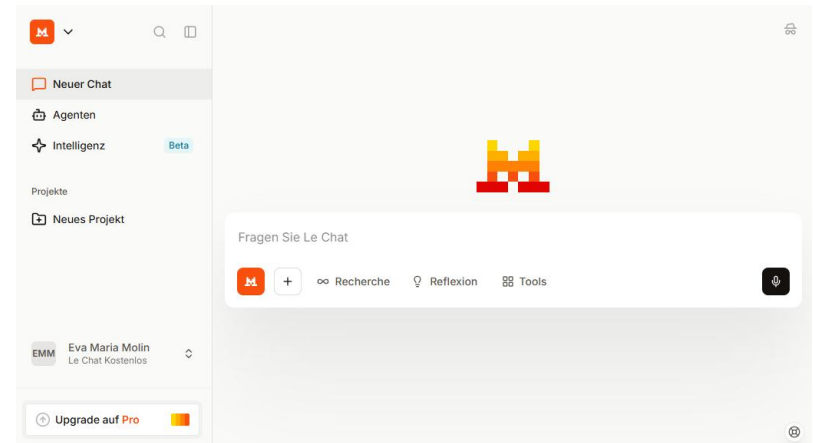 Neuer Chat
Agenten
Intelligenz Beta
Projekte
Neues Projekt
Fragen Sie Le Chat
Recherche Reflexion Tools
EMM Eva Maria Molin
Le Chat Kostenlos
Upgrade auf Pro